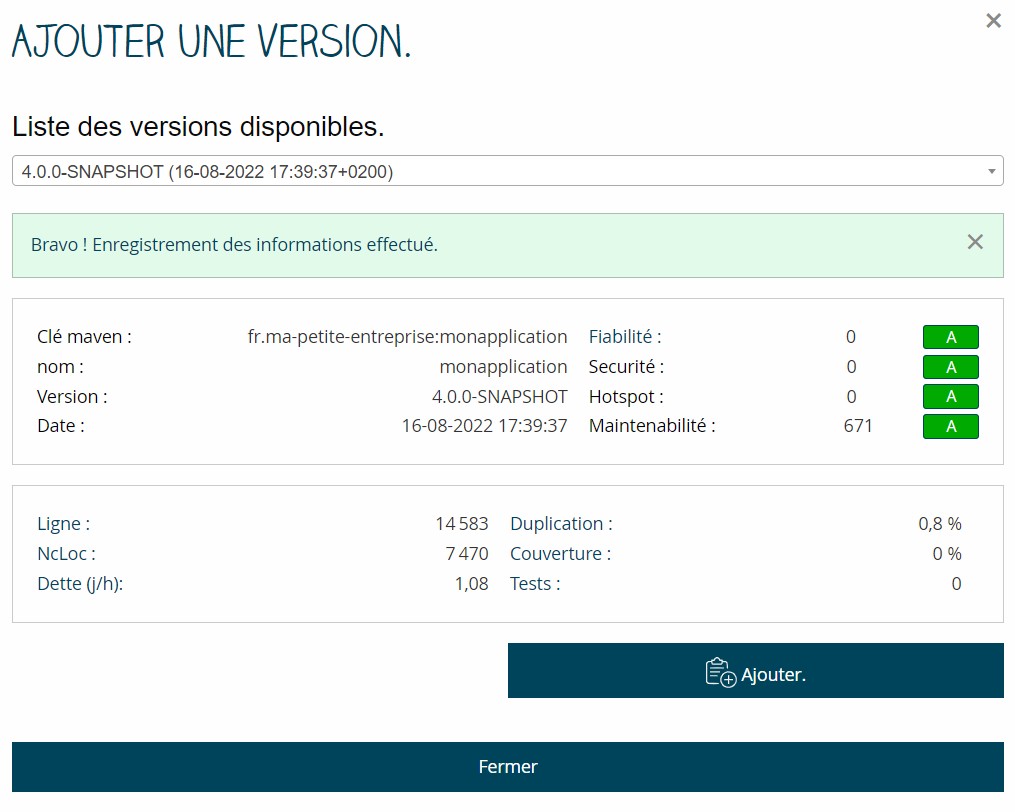 AJOUTER UNE VERSION.
Liste des versions disponibles.
4.0.0-SNAPSHOT (16-08-2022 17:39:37+0200)
Bravo ! Enregistrement des informations effectué.
Clé maven : fr.ma-petite-entreprise:monapplication Fiabilité : 0 A
nom : monapplication Securité : 0 A
Version : 4.0.0-SNAPSHOT Hotspot : 0 A
Date : 16-08-2022 17:39:37 Maintenabilité : 671 A
Ligne : 14 583 Duplication : 0,8 %
NcLoc : 7 470 Couverture : 0 %
Dette (j/h): 1,08 Tests : 0
Ajouter.
Fermer